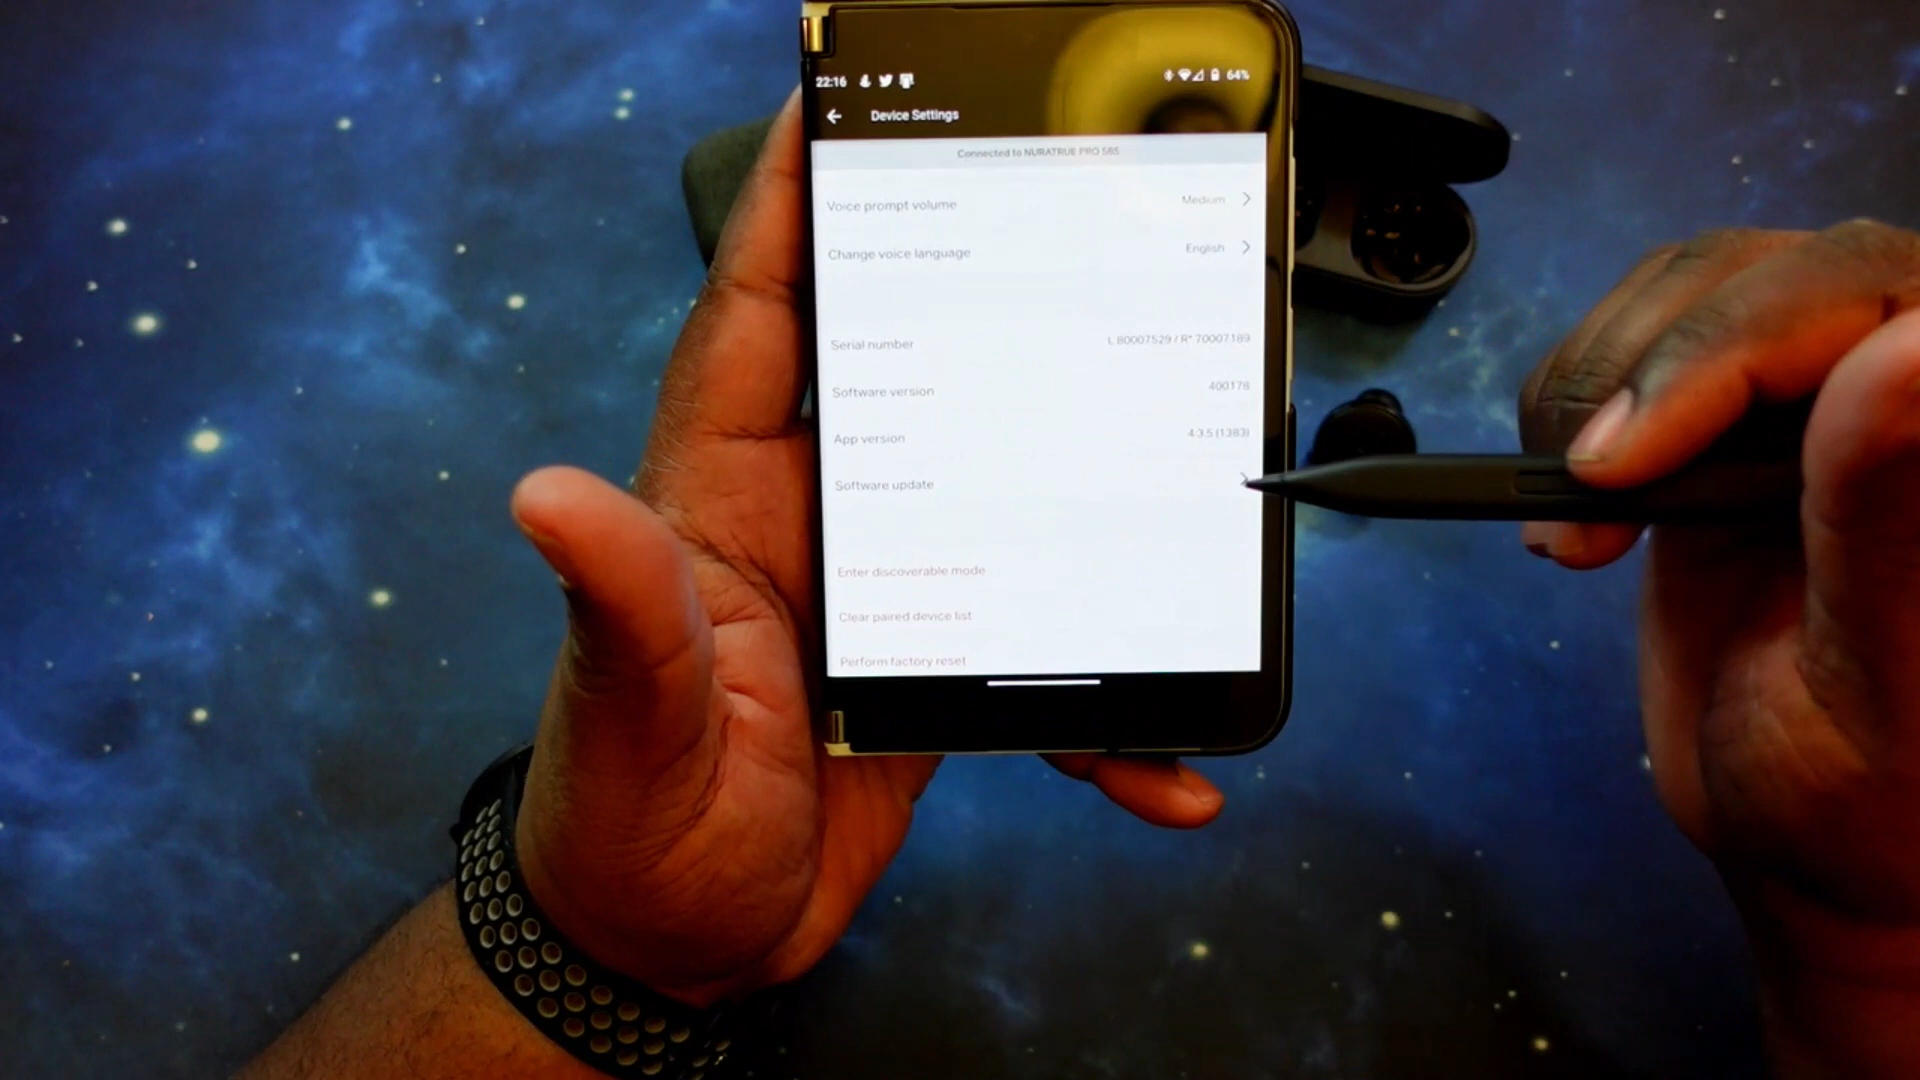 22:16 64%
Device Settings
Connected to NURATRUE PRO 585
Voice prompt volume Medium
Change voice language English
Serial number L 80007529 / R* 70007189
Software version 400178
App version 4.3.5 (1383)
Software update
Enter discoverable mode
Clear paired device list
Perform factory reset